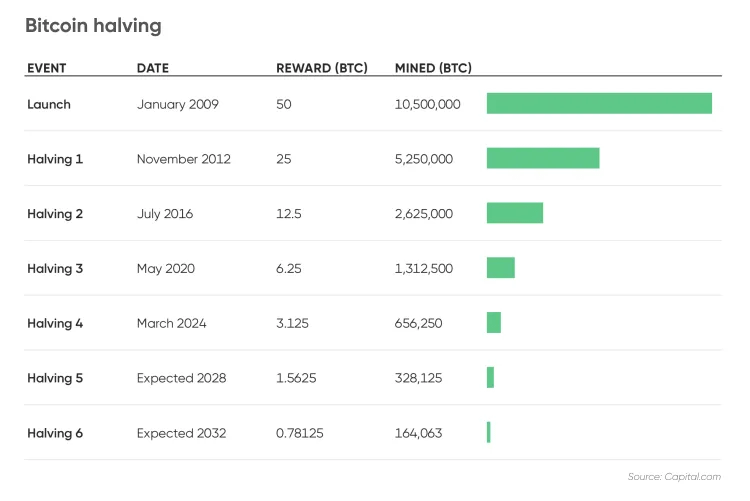 Bitcoin halving
EVENT DATE REWARD (BTC) MINED (BTC)
Launch January 2009 50 10,500,000
Halving 1 November 2012 25 5,250,000
Halving 2 July 2016 12.5 2,625,000
Halving 3 May 2020 6.25 1,312,500
Halving 4 March 2024 3.125 656,250
Halving 5 Expected 2028 1.5625 328,125
Halving 6 Expected 2032 0.78125 164,063
Source: Capital.com